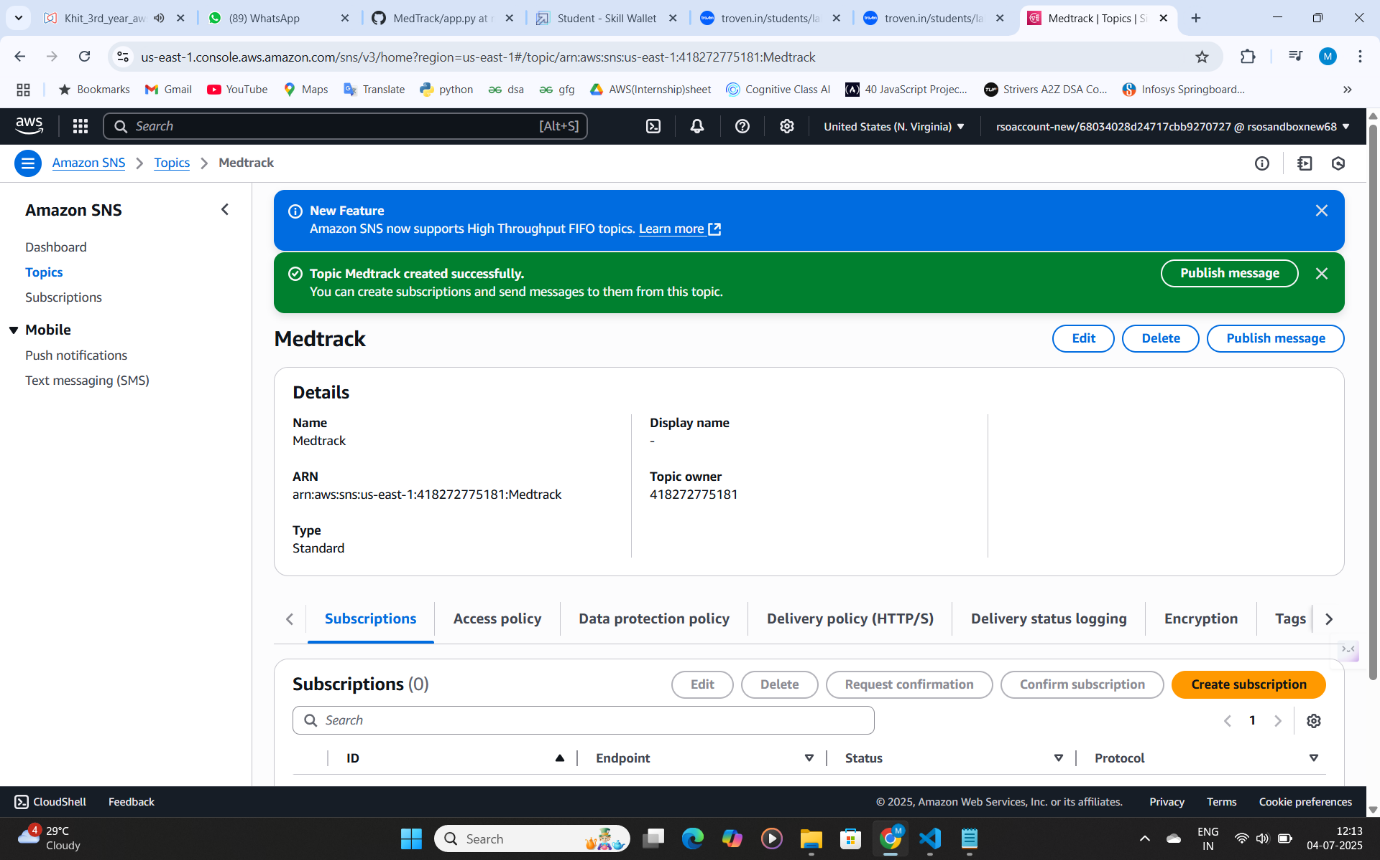 Khit_3rd_year_aw
(89) WhatsApp
MedTrack/app.py at
Student - Skill Wallet
troven.in/students/la
troven.in/students/la
Medtrack | Topics | S
us-east-1.console.aws.amazon.com/sns/v3/home?region=us-east-1#/topic/arn:aws:sns:us-east-1:418272775181:Medtrack
M
Bookmarks
Gmail
YouTube
Maps
Translate
python
dsa
gfg
AWS(Internship)sheet
Cognitive Class AI
40 JavaScript Projec...
Strivers A2Z DSA Co...
Infosys Springboard...
aws
Search
[Alt+S]
United States (N. Virginia)
rsoaccount-new/68034028d24717cbb9270727 @ rsosandboxnew68
Amazon SNS
Topics
Medtrack
Amazon SNS
Dashboard
Topics
Subscriptions
Mobile
Push notifications
Text messaging (SMS)
New Feature
Amazon SNS now supports High Throughput FIFO topics. Learn more
Topic Medtrack created successfully.
You can create subscriptions and send messages to them from this topic.
Publish message
Medtrack
Edit
Delete
Publish message
Details
Name
Medtrack
ARN
arn:aws:sns:us-east-1:418272775181:Medtrack
Type
Standard
Display name
-
Topic owner
418272775181
Subscriptions
Access policy
Data protection policy
Delivery policy (HTTP/S)
Delivery status logging
Encryption
Tags
Subscriptions (0)
Edit
Delete
Request confirmation
Confirm subscription
Create subscription
Search
1
ID
Endpoint
Status
Protocol
CloudShell
Feedback
© 2025, Amazon Web Services, Inc. or its affiliates.
Privacy
Terms
Cookie preferences
4
29°C
Cloudy
Search
M
ENG
IN
12:13
04-07-2025